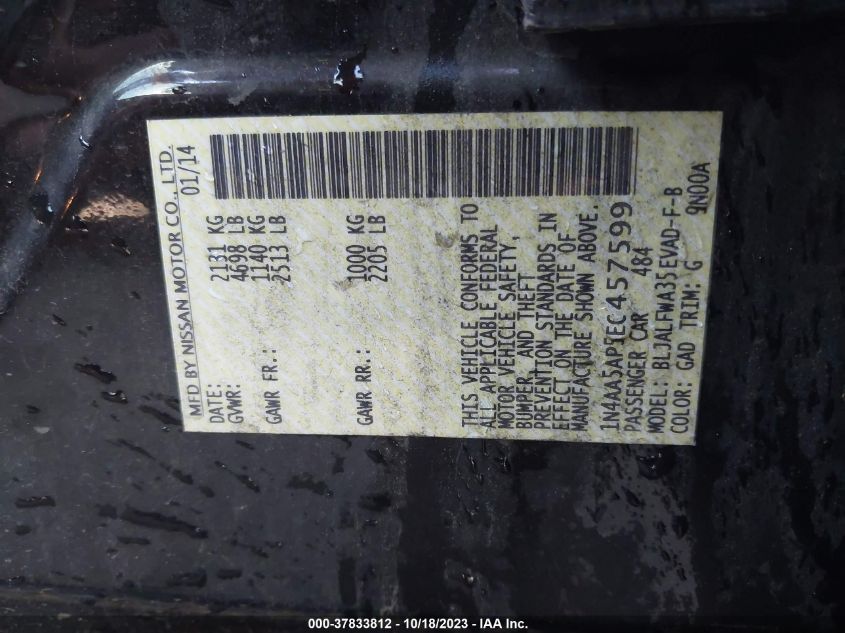 MFD BY NISSAN MOTOR CO., LTD.
DATE: 01/14
GVWR: 2131 KG
4698 LB
GAWR FR.: 1140 KG
2513 LB
GAWR RR.: 1000 KG
2205 LB
THIS VEHICLE CONFORMS TO
ALL APPLICABLE FEDERAL
MOTOR VEHICLE SAFETY,
BUMPER, AND THEFT
PREVENTION STANDARDS IN
EFFECT ON THE DATE OF
MANUFACTURE SHOWN ABOVE.
1N4AA5AP1EC457599
PASSENGER CAR 484
MODEL: BLJALFWA35EVAD-F-B
COLOR: GAD TRIM: G 9N00A
000-37833812 - 10/18/2023 - IAA Inc.